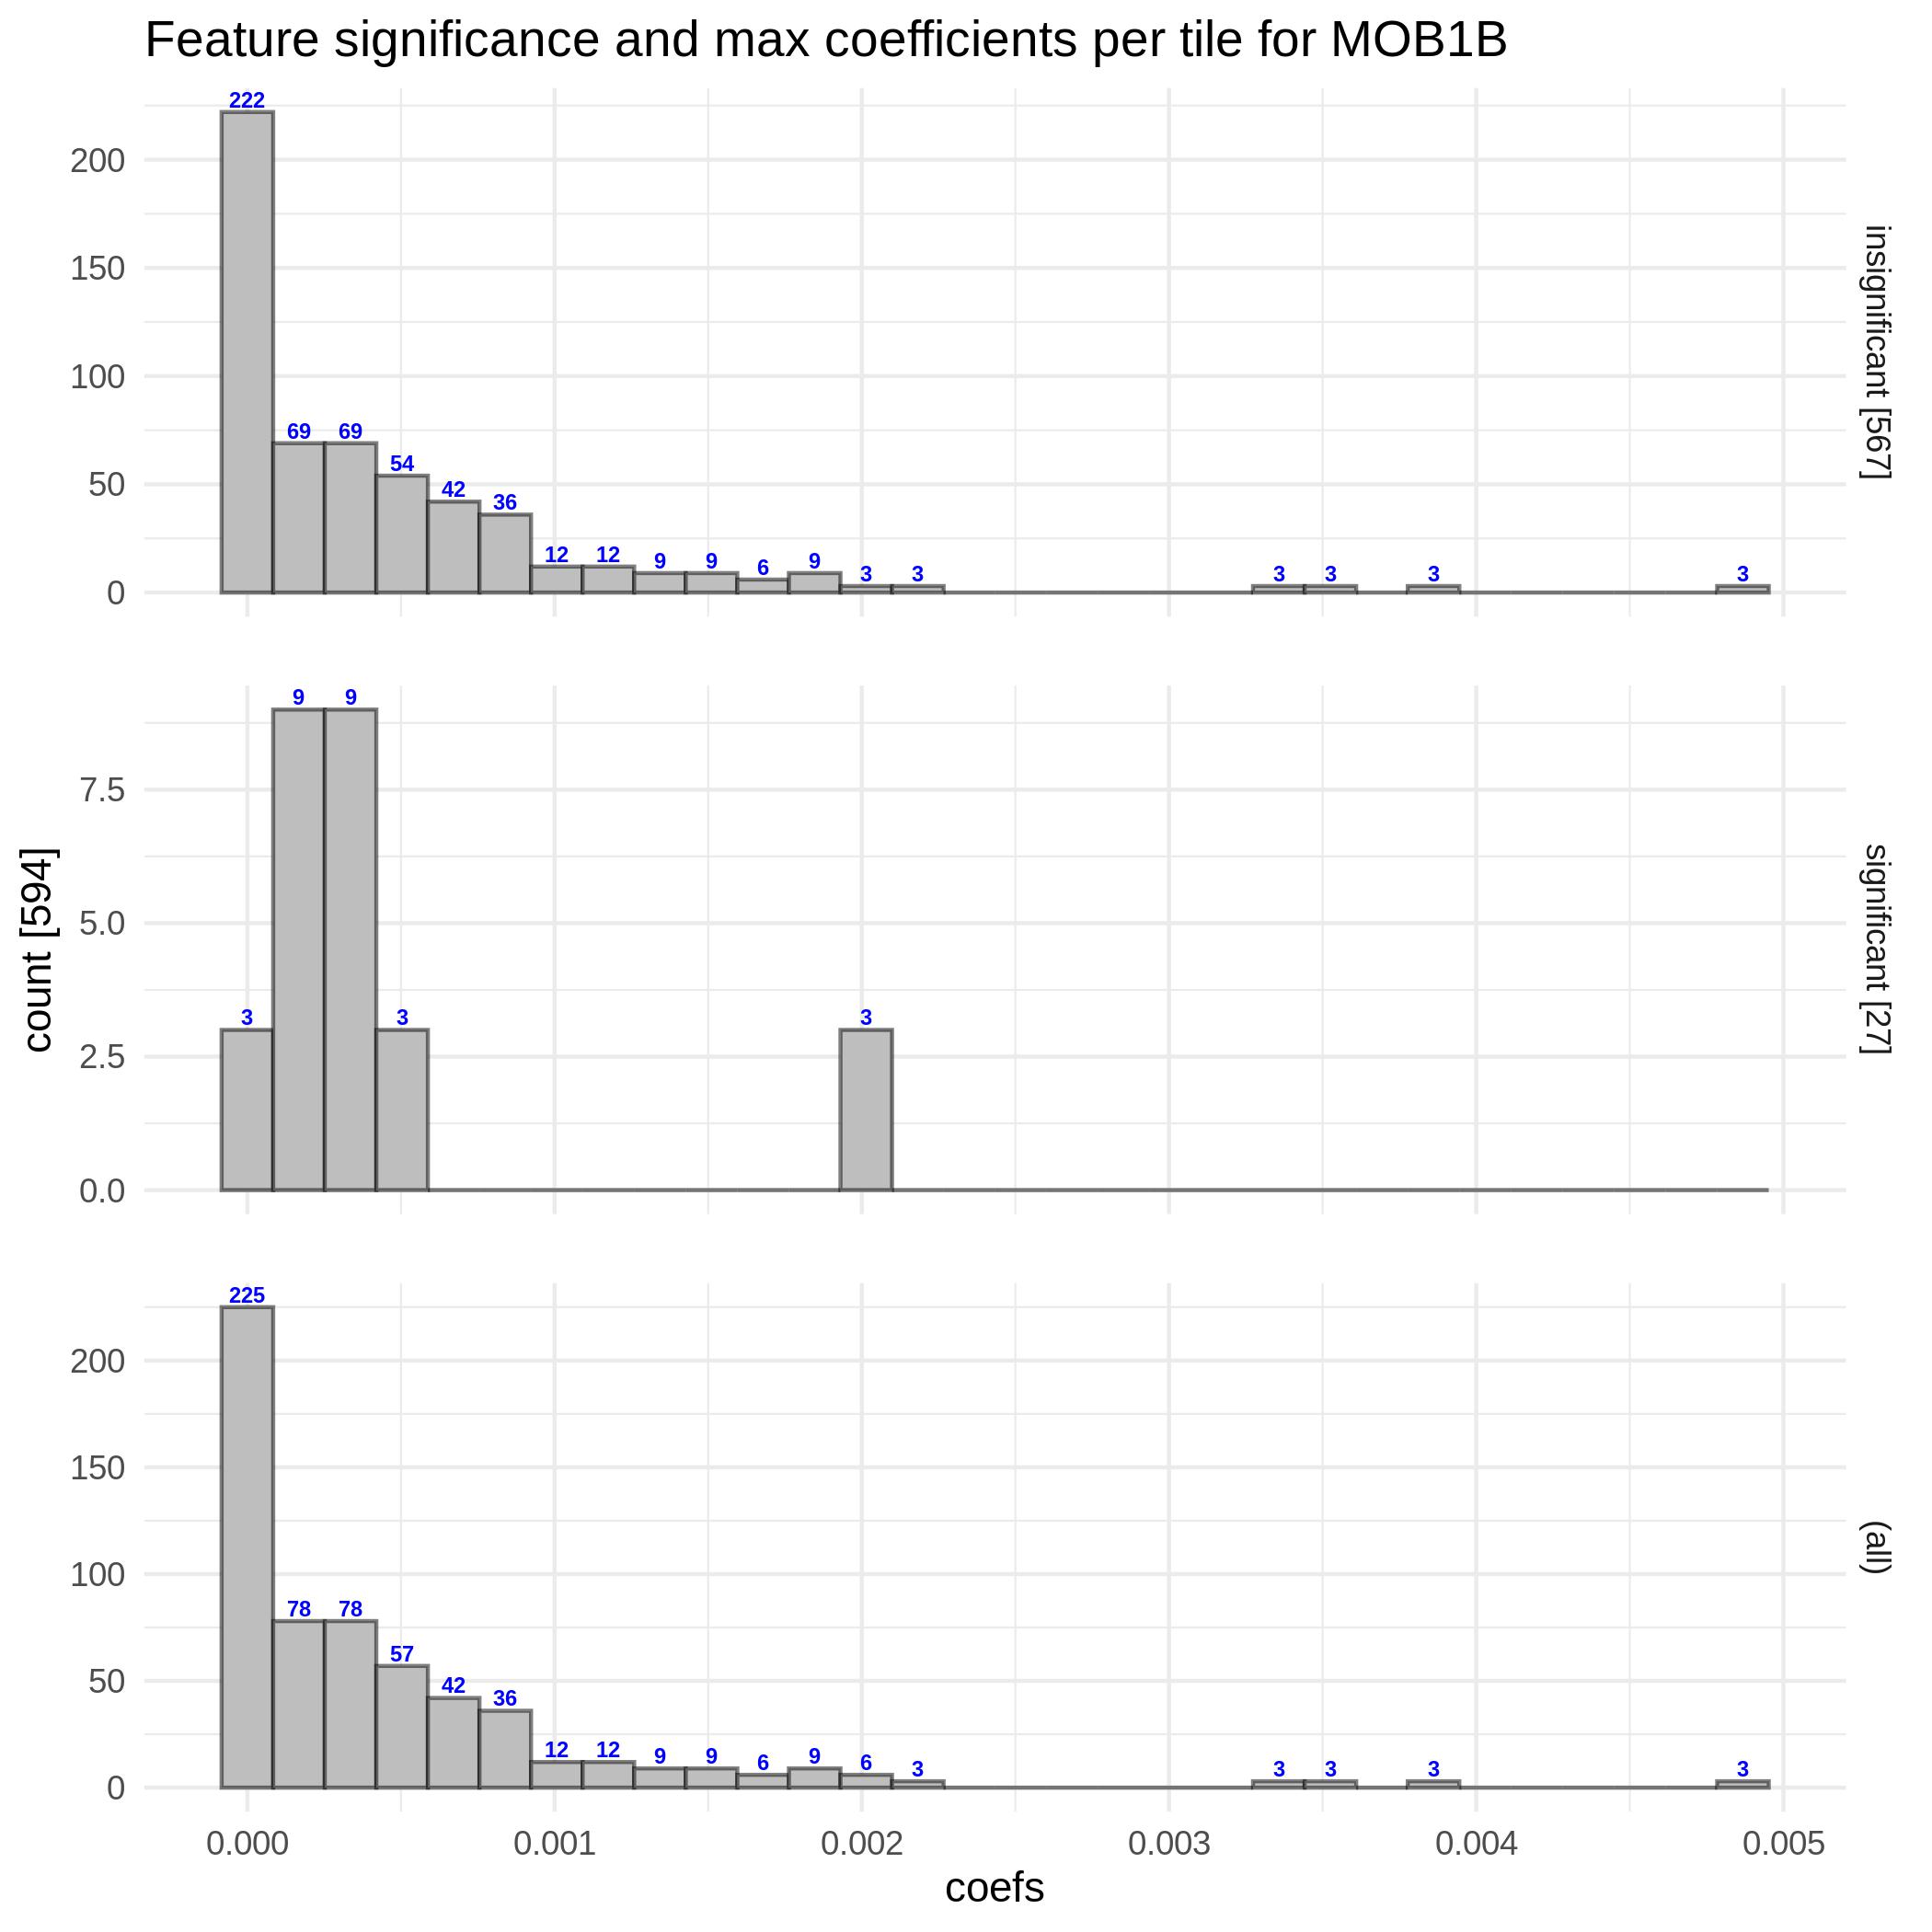 Feature significance and max coefficients per tile for MOB1B
222
69 69 54 42 36 12 12 9 9 6 9 3 3 3 3 3 3
200
150
100
50
0
insignificant [567]
9 9
3 3 3
7.5
5.0
2.5
0.0
significant [27]
count [594]
225
78 78 57 42 36 12 12 9 9 6 9 6 3 3 3 3 3
200
150
100
50
0
(all)
0.000 0.001 0.002 0.003 0.004 0.005
coefs